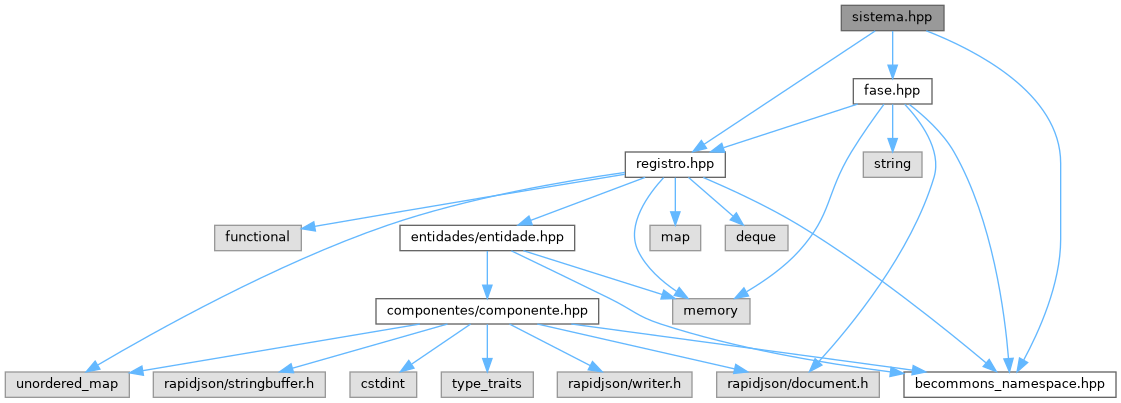 sistema.hpp
fase.hpp
registro.hpp
string
functional
entidades/entidade.hpp
map
deque
componentes/componente.hpp
memory
unordered_map
rapidjson/stringbuffer.h
cstdint
type_traits
rapidjson/writer.h
rapidjson/document.h
becommons_namespace.hpp